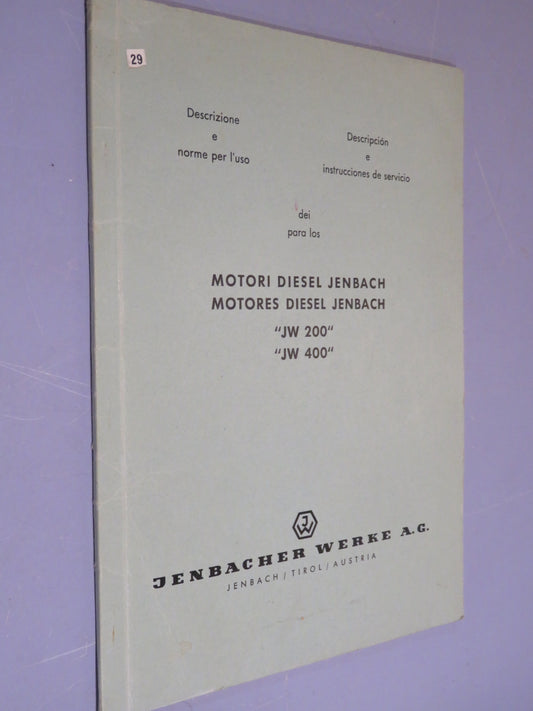 29
Descrizione
e
norme per l'uso
Descripción
e
instrucciones de servicio
dei
para los
MOTORI DIESEL JENBACH
MOTORES DIESEL JENBACH
"JW 200"
"JW 400"
JW
JENBACHER WERKE A.G.
JENBACH / TIROL / AUSTRIA